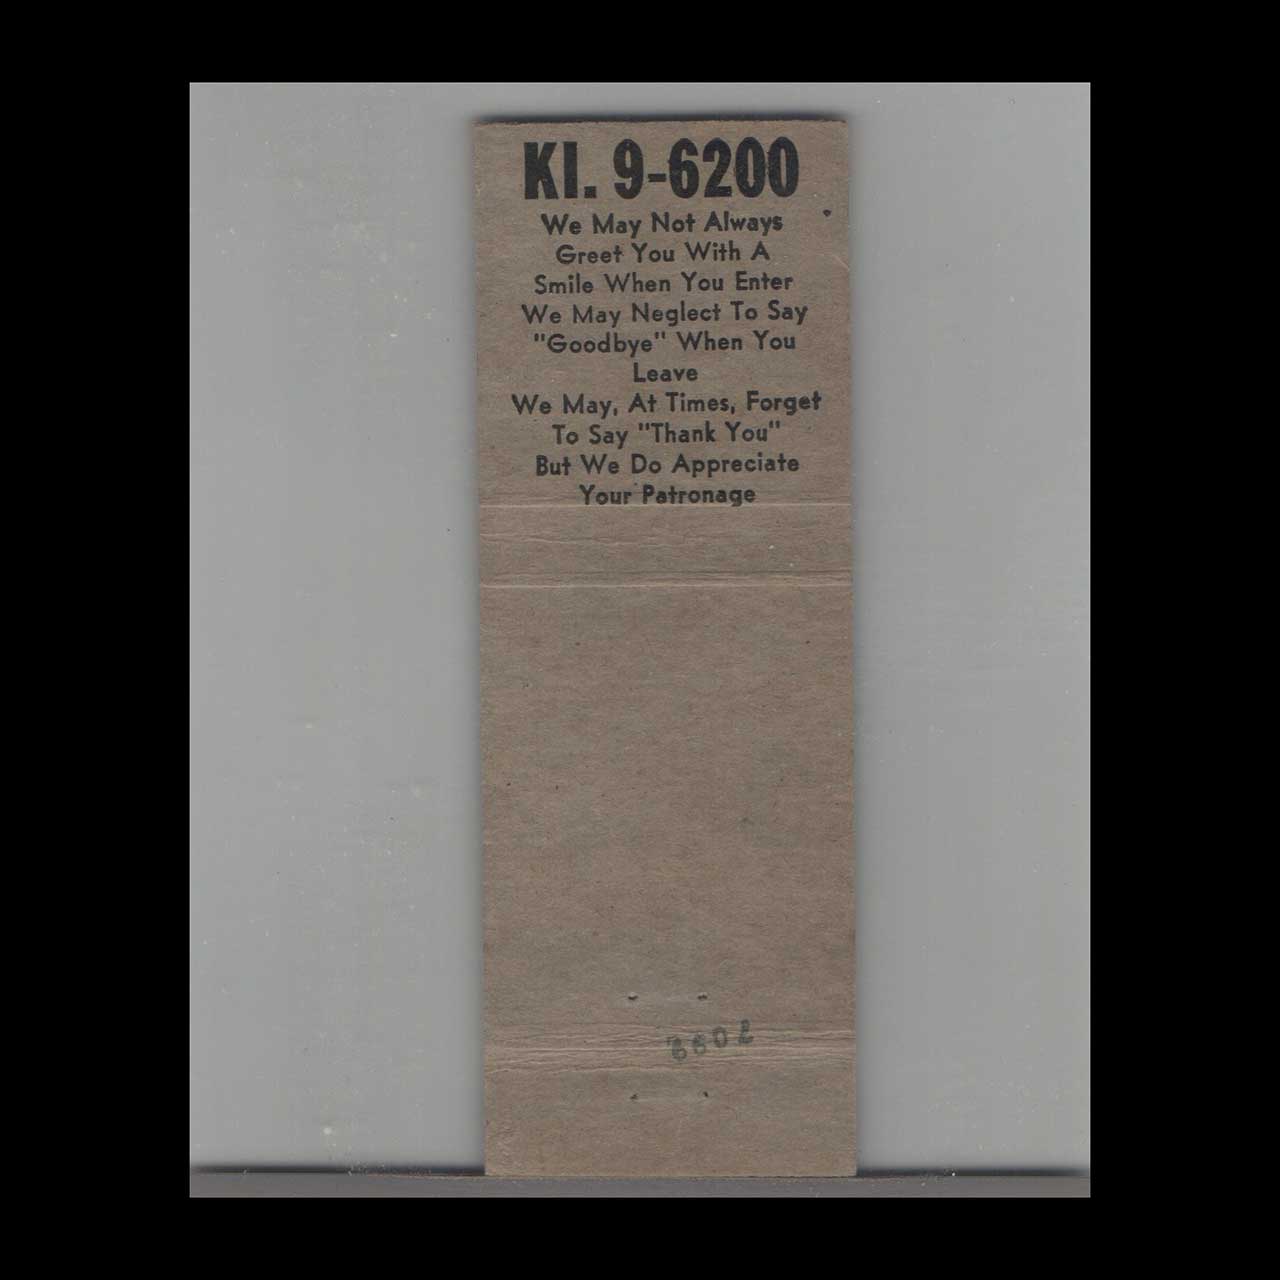 KI. 9-6200
We May Not Always
Greet You With A
Smile When You Enter
We May Neglect To Say
"Goodbye" When You
Leave
We May, At Times, Forget
To Say "Thank You"
But We Do Appreciate
Your Patronage